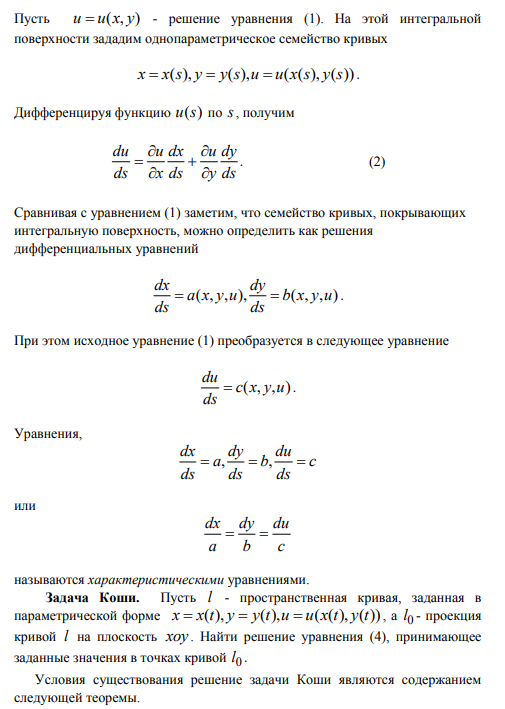 Пусть u = u(x, y) - решение уравнения (1). На этой интегральной
поверхности зададим однопараметрическое семейство кривых
x = x(s), y = y(s), u = u(x(s), y(s)) .
Дифференцируя функцию u(s) по s , получим
du/ds = ∂u/∂x dx/ds + ∂u/∂y dy/ds . (2)
Сравнивая с уравнением (1) заметим, что семейство кривых, покрывающих
интегральную поверхность, можно определить как решения
дифференциальных уравнений
dx/ds = a(x, y, u), dy/ds = b(x, y, u) .
При этом исходное уравнение (1) преобразуется в следующее уравнение
du/ds = c(x, y, u) .
Уравнения,
dx/ds = a, dy/ds = b, du/ds = c
или
dx/a = dy/b = du/c
называются характеристическими уравнениями.
Задача Коши. Пусть l - пространственная кривая, заданная в
параметрической форме x = x(t), y = y(t), u = u(x(t), y(t)) , а l₀ - проекция
кривой l на плоскость xoy . Найти решение уравнения (4), принимающее
заданные значения в точках кривой l₀ .
Условия существования решение задачи Коши являются содержанием
следующей теоремы.